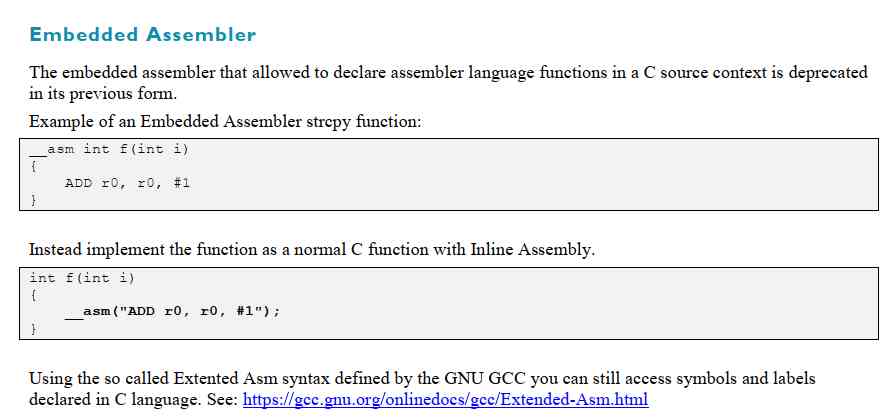 Embedded Assembler
The embedded assembler that allowed to declare assembler language functions in a C source context is deprecated
in its previous form.
Example of an Embedded Assembler strcpy function:
__asm int f(int i)
{
    ADD r0, r0, #1
}
Instead implement the function as a normal C function with Inline Assembly.
int f(int i)
{
    __asm("ADD r0, r0, #1");
}
Using the so called Extented Asm syntax defined by the GNU GCC you can still access symbols and labels
declared in C language. See: https://gcc.gnu.org/onlinedocs/gcc/Extended-Asm.html